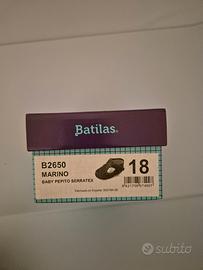 Batilas®
B2650
MARINO
BABY PEPITO SERRATEX
18
subito